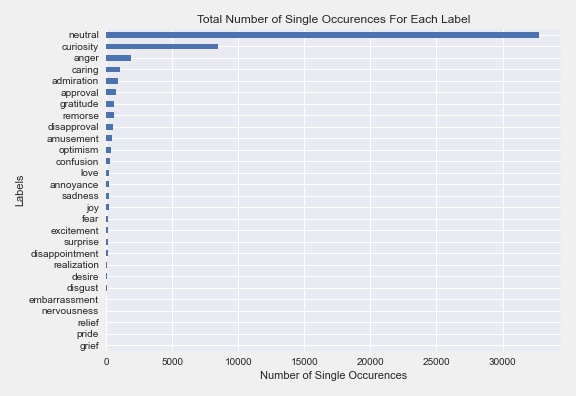 Total Number of Single Occurences For Each Label
neutral
curiosity
anger
caring
admiration
approval
gratitude
remorse
disapproval
amusement
optimism
confusion
love
annoyance
sadness
joy
fear
excitement
surprise
disappointment
realization
desire
disgust
embarrassment
nervousness
relief
pride
grief
Labels
0 5000 10000 15000 20000 25000 30000
Number of Single Occurences